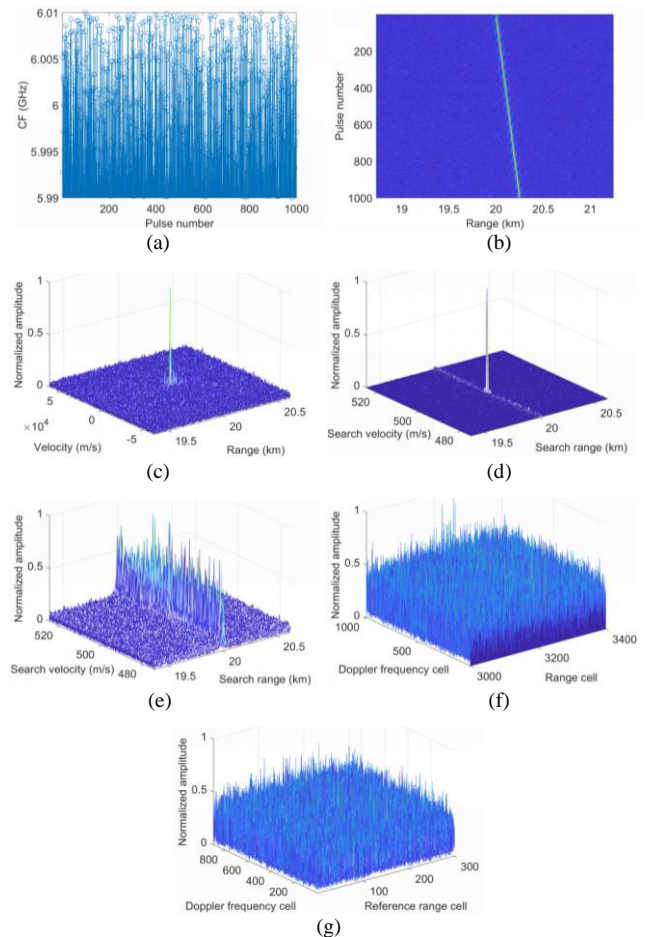 6.01
6.005
6
5.995
5.99
CF (GHz)
200 400 600 800 1000
Pulse number
(a)
200
400
600
800
1000
Pulse number
19 19.5 20 20.5 21
Range (km)
(b)
1
0.5
0
Normalized amplitude
5
0
-5
×10⁴
Velocity (m/s)
19.5 20 20.5
Range (km)
(c)
1
0.5
0
Normalized amplitude
520
500
480
Search velocity (m/s)
19.5 20 20.5
Search range (km)
(d)
1
0.5
0
Normalized amplitude
520
500
480
Search velocity (m/s)
19.5 20 20.5
Search range (km)
(e)
1
0.5
0
Normalized amplitude
1000
500
Doppler frequency cell
3000 3200 3400
Range cell
(f)
1
0.5
0
Normalized amplitude
800
600
400
200
Doppler frequency cell
100 200 300
Reference range cell
(g)